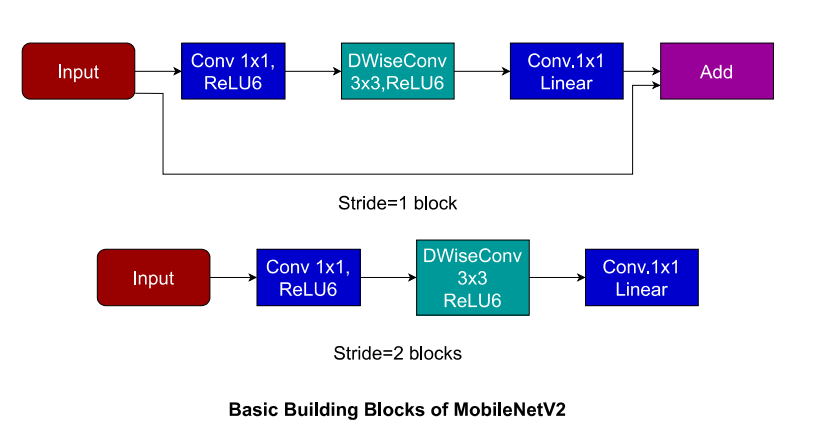 Input
Conv 1x1,
ReLU6
DWiseConv
3x3,ReLU6
Conv.1x1
Linear
Add
Stride=1 block
Input
Conv 1x1,
ReLU6
DWiseConv
3x3
ReLU6
Conv.1x1
Linear
Stride=2 blocks
Basic Building Blocks of MobileNetV2